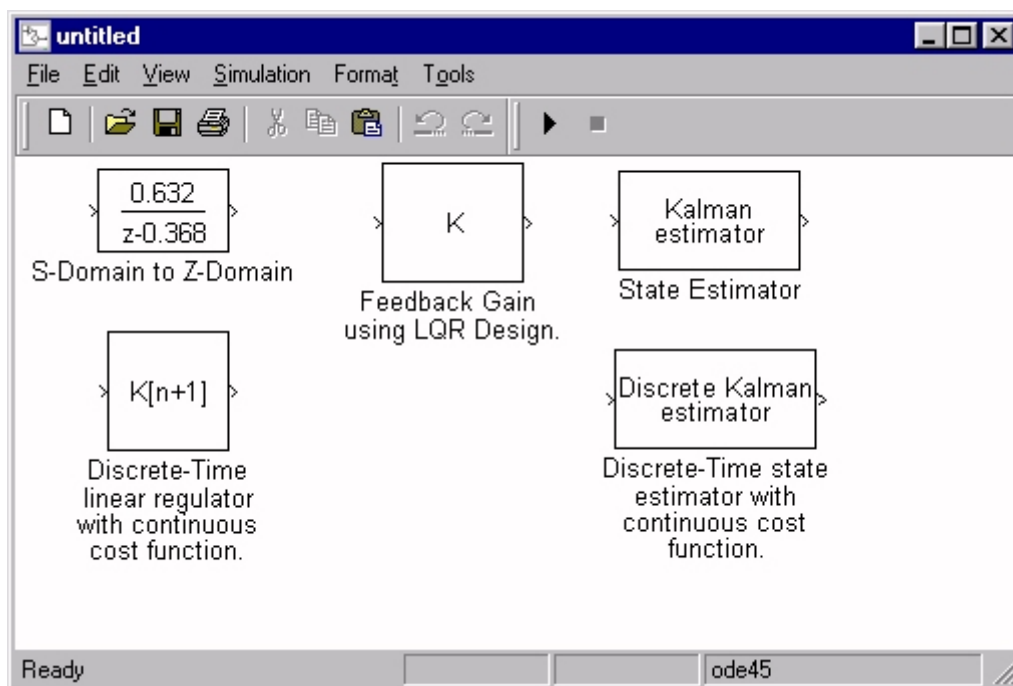 untitled
File Edit View Simulation Format Tools
0.632
z-0.368
S-Domain to Z-Domain
K
Feedback Gain
using LQR Design.
Kalman
estimator
State Estimator
K[n+1]
Discrete-Time
linear regulator
with continuous
cost function.
Discrete Kalman
estimator
Discrete-Time state
estimator with
continuous cost
function.
Ready ode45